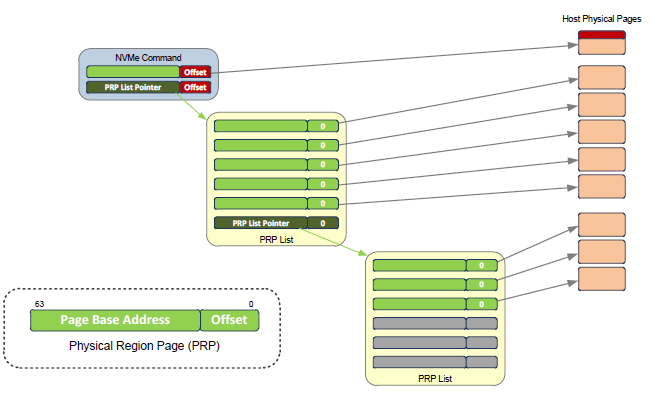 Host Physical Pages
NVMe Command
Offset
PRP List Pointer Offset
0
0
0
0
0
PRP List Pointer 0
PRP List
0
0
0
PRP List
63 0
Page Base Address Offset
Physical Region Page (PRP)